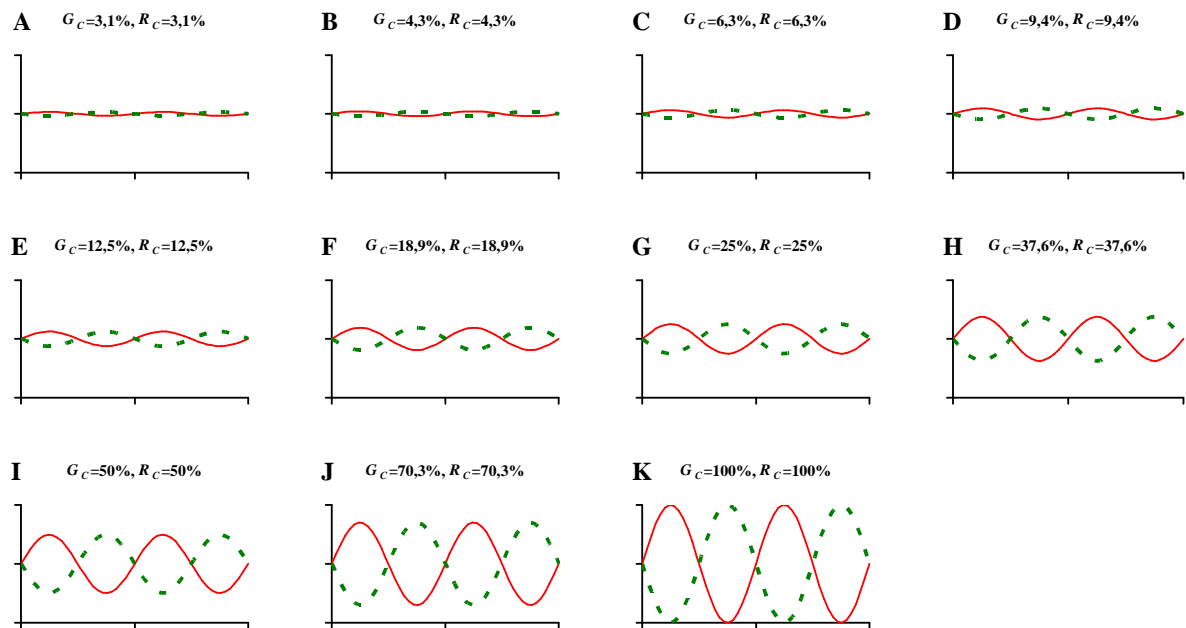 A G C=3,1%, R C=3,1%
B G C=4,3%, R C=4,3%
C G C=6,3%, R C=6,3%
D G C=9,4%, R C=9,4%
E G C=12,5%, R C=12,5%
F G C=18,9%, R C=18,9%
G G C=25%, R C=25%
H G C=37,6%, R C=37,6%
I G C=50%, R C=50%
J G C=70,3%, R C=70,3%
K G C=100%, R C=100%